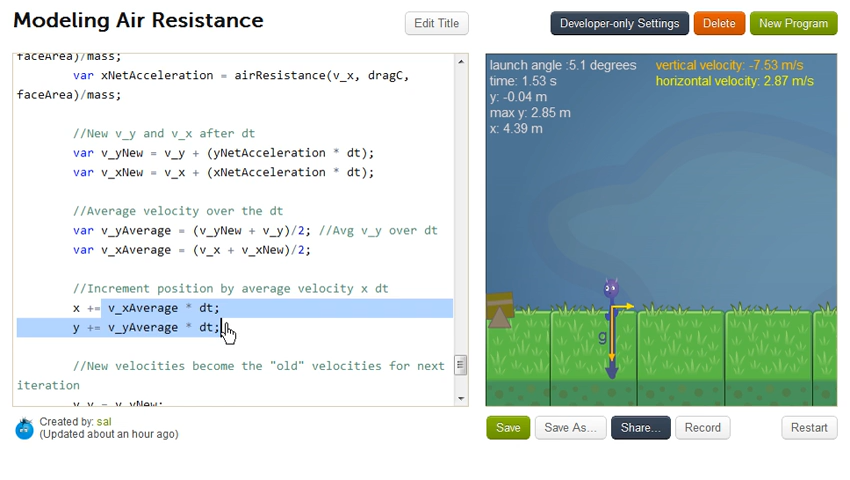 Modeling Air Resistance
Edit Title
Developer-only Settings
Delete
New Program
faceArea)/mass;
var xNetAcceleration = airResistance(v_x, dragC,
faceArea)/mass;
//New v_y and v_x after dt
var v_yNew = v_y + (yNetAcceleration * dt);
var v_xNew = v_x + (xNetAcceleration * dt);
//Average velocity over the dt
var v_yAverage = (v_yNew + v_y)/2; //Avg v_y over dt
var v_xAverage = (v_x + v_xNew)/2;
//Increment position by average velocity x dt
x += v_xAverage * dt;
y += v_yAverage * dt;
//New velocities become the "old" velocities for next
iteration
v_y = v_yNew;
launch angle :5.1 degrees
time: 1.53 s
y: -0.04 m
max y: 2.85 m
x: 4.39 m
vertical velocity: -7.53 m/s
horizontal velocity: 2.87 m/s
g
Created by: sal
(Updated about an hour ago)
Save
Save As...
Share...
Record
Restart